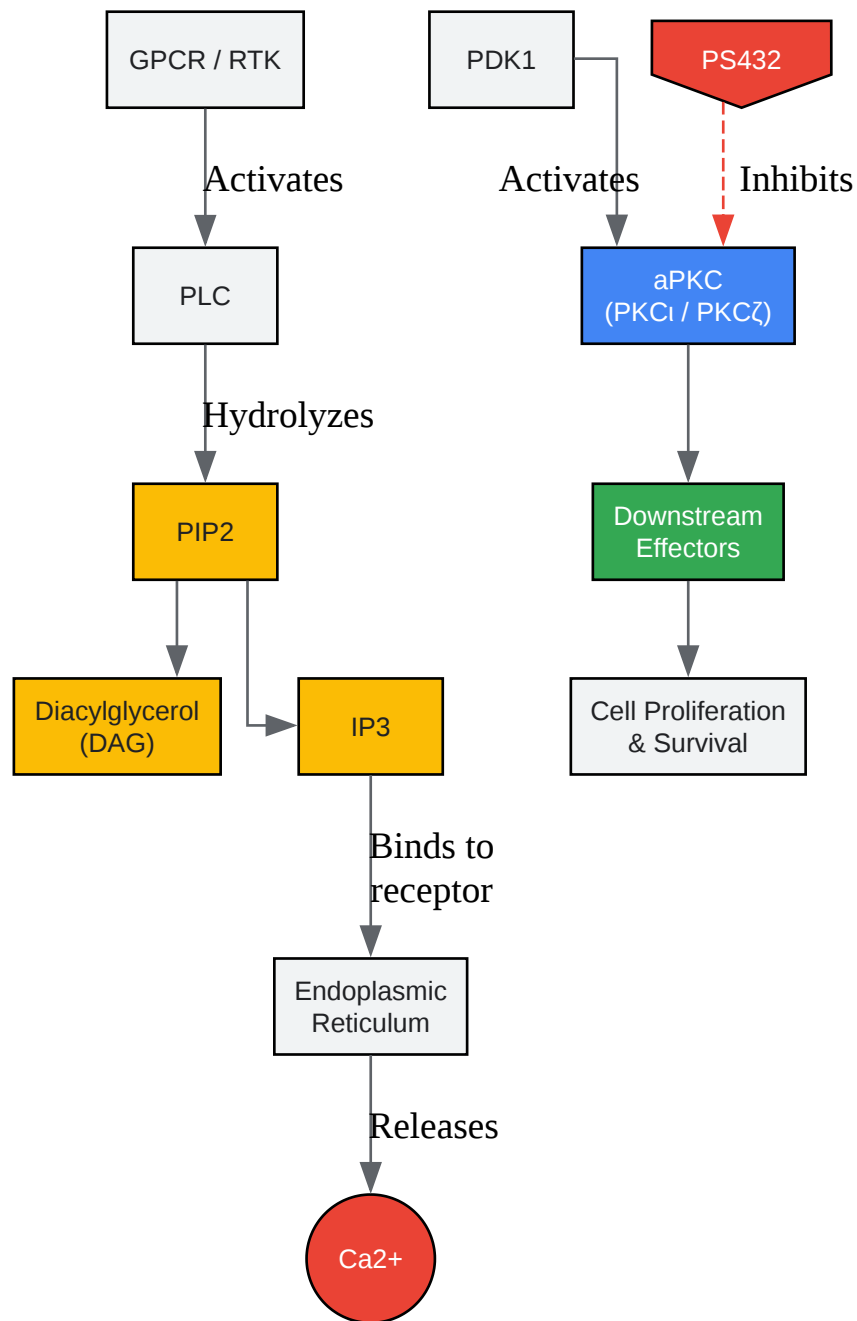 GPCR / RTK
PDK1
PS432
Activates
Activates
Inhibits
PLC
aPKC
(PKCι / PKCζ)
Hydrolyzes
PIP2
Downstream
Effectors
Diacylglycerol
(DAG)
IP3
Cell Proliferation
& Survival
Binds to
receptor
Endoplasmic
Reticulum
Releases
Ca2+